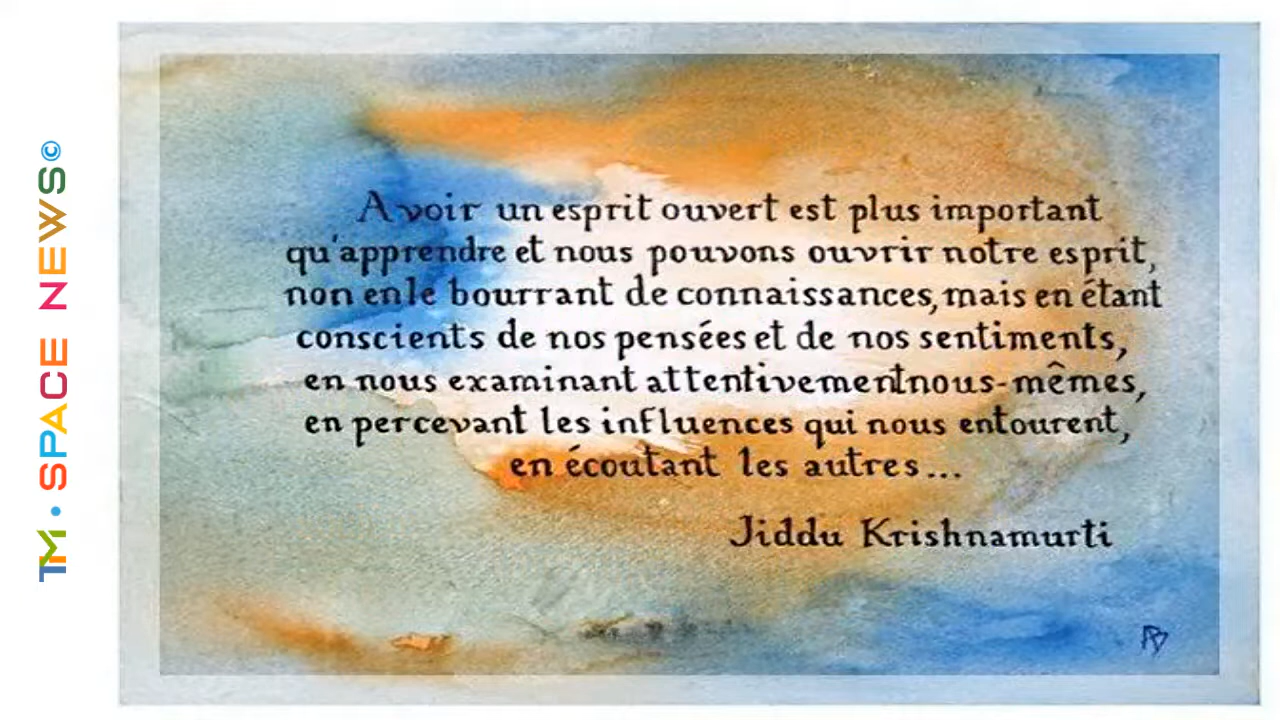 TM • SPACE NEWS©
Avoir un esprit ouvert est plus important
qu'apprendre et nous pouvons ouvrir notre esprit,
non en le bourrant de connaissances, mais en étant
conscients de nos pensées et de nos sentiments,
en nous examinant attentivement nous-mêmes,
en percevant les influences qui nous entourent,
en écoutant les autres...
Jiddu Krishnamurti